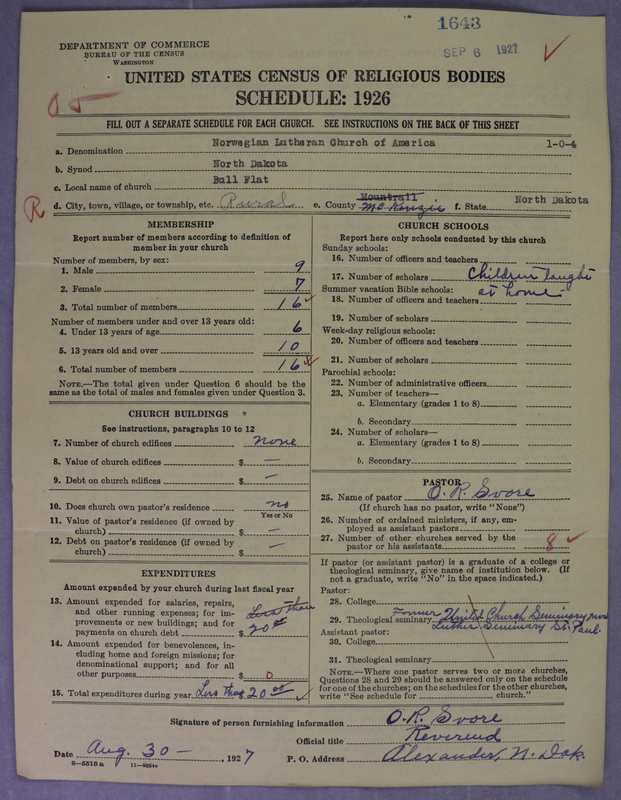 1643
SEP 6 1927
DEPARTMENT OF COMMERCE
BUREAU OF THE CENSUS
WASHINGTON
UNITED STATES CENSUS OF RELIGIOUS BODIES
SCHEDULE: 1926
FILL OUT A SEPARATE SCHEDULE FOR EACH CHURCH. SEE INSTRUCTIONS ON THE BACK OF THIS SHEET
a. Denomination Norwegian Lutheran Church of America 1-0-4
b. Synod North Dakota
c. Local name of church Bull Flat
R d. City, town, village, or township, etc. Rural e. County Mountrail McKenzie f. State North Dakota
MEMBERSHIP
Report number of members according to definition of
member in your church
Number of members, by sex:
1. Male 9
2. Female 7
3. Total number of members 16
Number of members under and over 13 years old:
4. Under 13 years of age 6
5. 13 years old and over 10
6. Total number of members 16
NOTE.—The total given under Question 6 should be the
same as the total of males and females given under Question 3.
CHURCH BUILDINGS
See instructions, paragraphs 10 to 12
7. Number of church edifices none
8. Value of church edifices $ —
9. Debt on church edifices $ —
10. Does church own pastor's residence no
Yes or No
11. Value of pastor's residence (if owned by
church) $ —
12. Debt on pastor's residence (if owned by
church) $ —
EXPENDITURES
Amount expended by your church during last fiscal year
13. Amount expended for salaries, repairs,
and other running expenses; for im-
provements or new buildings; and for
payments on church debt $ Less than 20.00
14. Amount expended for benevolences, in-
cluding home and foreign missions; for
denominational support; and for all
other purposes $ 0
15. Total expenditures during year Less than $ 20.00
CHURCH SCHOOLS
Report here only schools conducted by this church
Sunday schools:
16. Number of officers and teachers
17. Number of scholars Children taught
Summer vacation Bible schools: at home
18. Number of officers and teachers
19. Number of scholars
Week-day religious schools:
20. Number of officers and teachers
21. Number of scholars
Parochial schools:
22. Number of administrative officers
23. Number of teachers—
a. Elementary (grades 1 to 8)
b. Secondary
24. Number of scholars—
a. Elementary (grades 1 to 8)
b. Secondary
PASTOR
25. Name of pastor O. R. Svore
(If church has no pastor, write "None")
26. Number of ordained ministers, if any, em-
ployed as assistant pastors
27. Number of other churches served by the
pastor or his assistants 8
If pastor (or assistant pastor) is a graduate of a college or
theological seminary, give name of institution below. (If
not a graduate, write "No" in the space indicated.)
Pastor:
28. College
29. Theological seminary Former United Church Seminary now
Luther Seminary St. Paul
Assistant pastor:
30. College
31. Theological seminary
NOTE.—Where one pastor serves two or more churches,
Questions 28 and 29 should be answered only on the schedule
for one of the churches; on the schedules for the other churches,
write "See schedule for church."
Signature of person furnishing information O. R. Svore
Official title Reverend
Date Aug. 30 —, 1927 P. O. Address Alexander, N. Dak.
8—5518 a